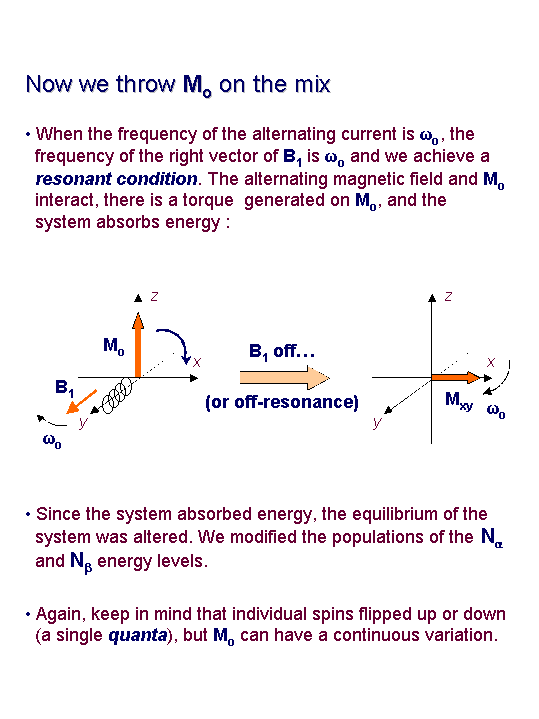 Now we throw Mo on the mix
• When the frequency of the alternating current is ωo, the
frequency of the right vector of B1 is ωo and we achieve a
resonant condition. The alternating magnetic field and Mo
interact, there is a torque generated on Mo, and the
system absorbs energy :
z
Mo
x
B1
y
ωo
B1 off…
(or off-resonance)
z
x
Mxy
ωo
y
• Since the system absorbed energy, the equilibrium of the
system was altered. We modified the populations of the Nα
and Nβ energy levels.
• Again, keep in mind that individual spins flipped up or down
(a single quanta), but Mo can have a continuous variation.